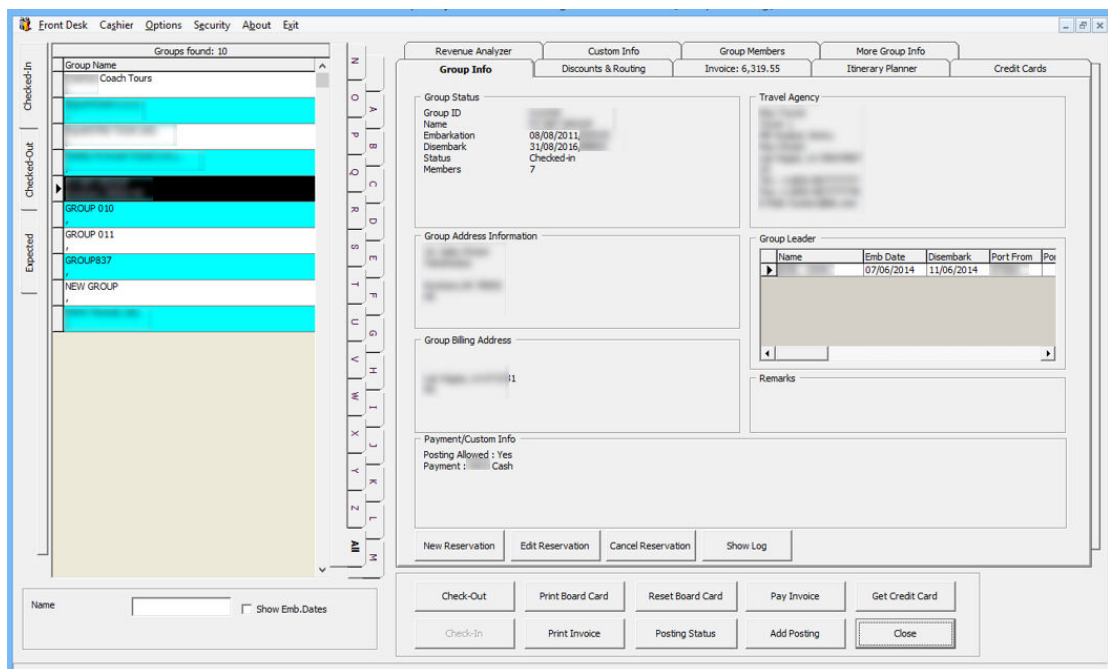 Front Desk Cashier Options Security About Exit
Checked-In
Checked-Out
Expected
Groups found: 10
Group Name
Coach Tours
GROUP 010
,
GROUP 011
,
GROUP837
,
NEW GROUP
,
N
O
P
Q
R
S
T
U
V
W
X
Y
Z
All
A
B
C
D
E
F
G
H
I
J
K
L
M
Name
Show Emb.Dates
Revenue Analyzer Custom Info Group Members More Group Info
Group Info Discounts & Routing Invoice: 6,319.55 Itinerary Planner Credit Cards
Group Status
Group ID
Name
Embarkation 08/08/2011,
Disembark 31/08/2016,
Status Checked-in
Members 7
Travel Agency
Group Address Information
Group Leader
Name Emb Date Disembark Port From Por
07/06/2014 11/06/2014
Group Billing Address
Remarks
Payment/Custom Info
Posting Allowed : Yes
Payment : Cash
New Reservation Edit Reservation Cancel Reservation Show Log
Check-Out Print Board Card Reset Board Card Pay Invoice Get Credit Card
Check-In Print Invoice Posting Status Add Posting Close